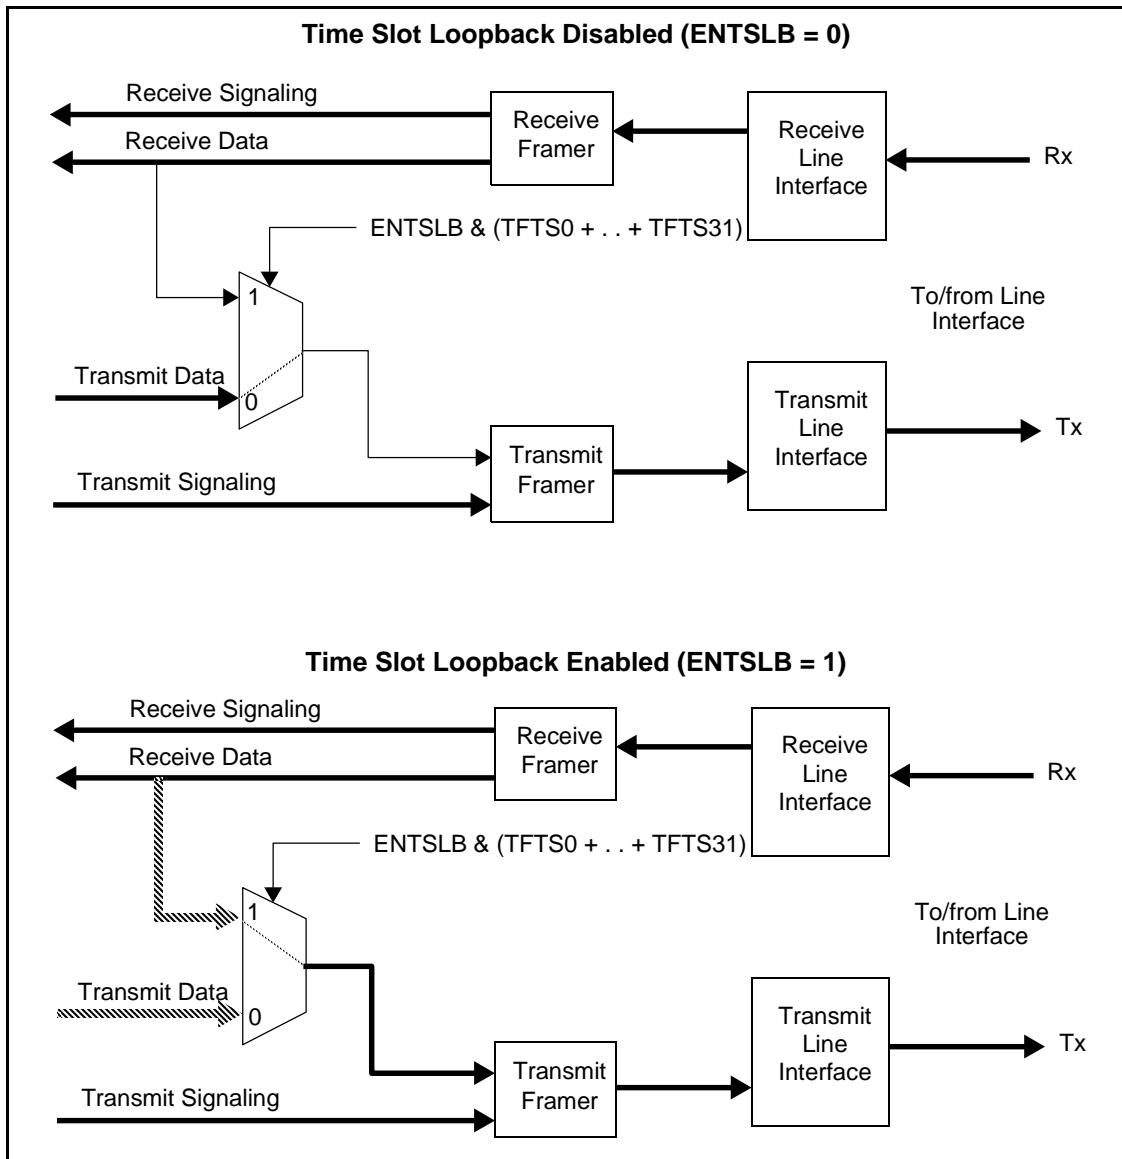 Time Slot Loopback Disabled (ENTSLB = 0)
Receive Signaling
Receive Data
Receive
Framer
Receive
Line
Interface
Rx
ENTSLB & (TFTS0 + . . + TFTS31)
1
To/from Line
Interface
Transmit Data
0
Transmit
Line
Interface
Tx
Transmit
Framer
Transmit Signaling
Time Slot Loopback Enabled (ENTSLB = 1)
Receive Signaling
Receive Data
Receive
Framer
Receive
Line
Interface
Rx
ENTSLB & (TFTS0 + . . + TFTS31)
1
To/from Line
Interface
Transmit Data
0
Transmit
Line
Interface
Tx
Transmit
Framer
Transmit Signaling